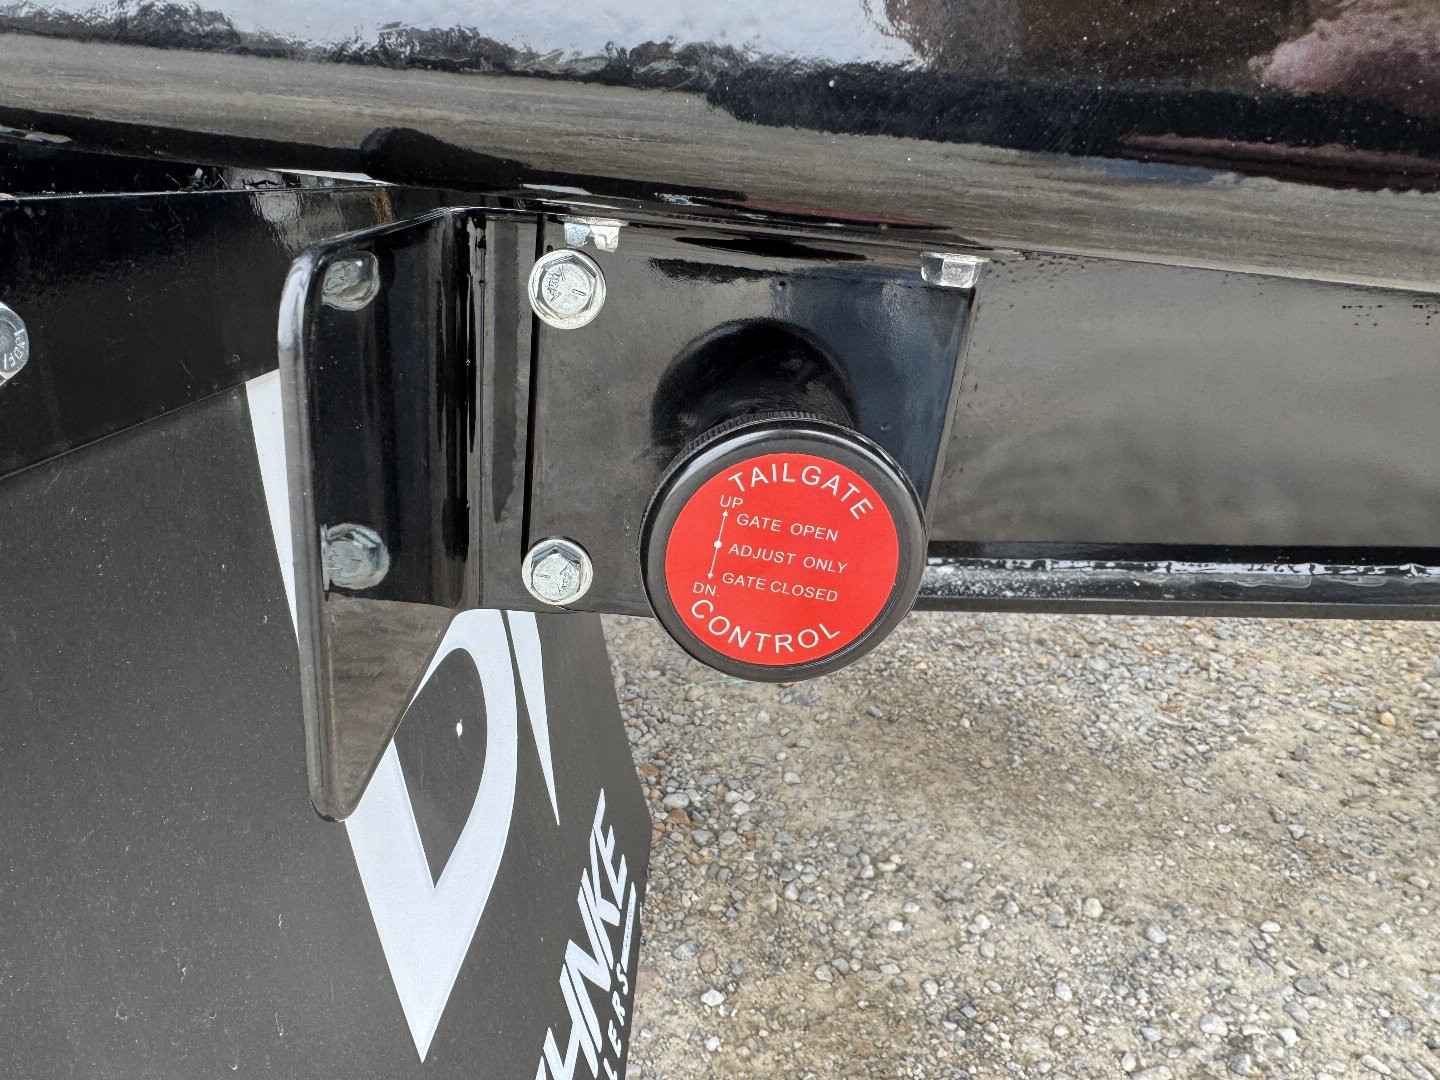 TAILGATE
UP
GATE OPEN
ADJUST ONLY
GATE CLOSED
DN.
CONTROL